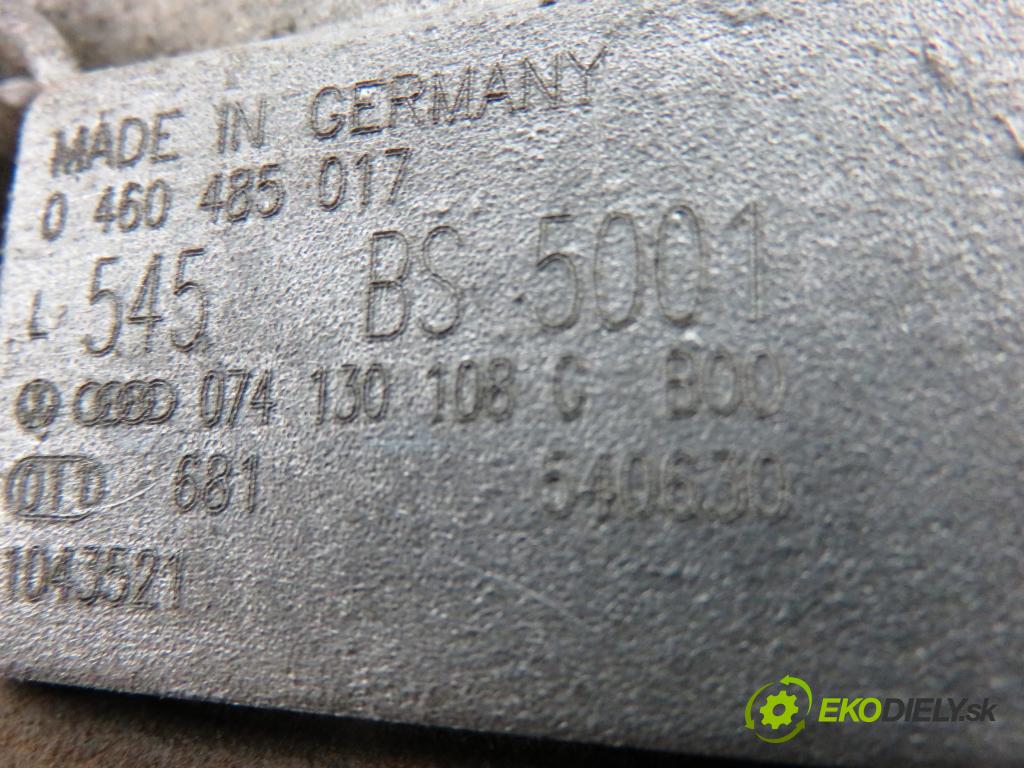 MADE IN GERMANY
0 460 485 017
L 545 BS 5001
074 130 108 C B00
681 540630
1043521
EKODIELY.sk